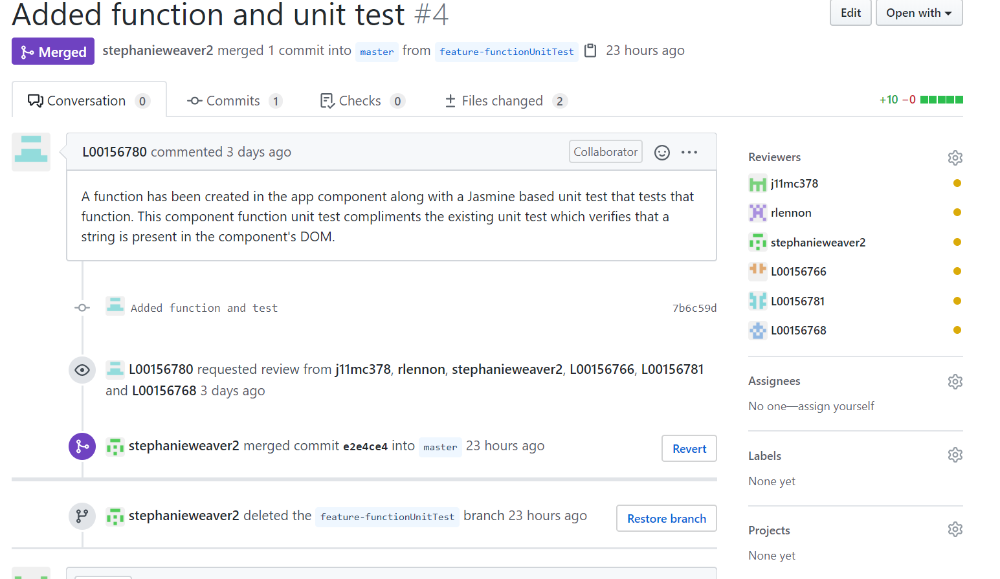 Added function and unit test #4
Edit
Open with
Merged
stephanieweaver2 merged 1 commit into master from feature-functionUnitTest 23 hours ago
Conversation 0
Commits 1
Checks 0
Files changed 2
+10 −0
L00156780 commented 3 days ago
Collaborator
A function has been created in the app component along with a Jasmine based unit test that tests that
function. This component function unit test compliments the existing unit test which verifies that a
string is present in the component's DOM.
Added function and test
7b6c59d
L00156780 requested review from j11mc378, rlennon, stephanieweaver2, L00156766, L00156781
and L00156768 3 days ago
stephanieweaver2 merged commit e2e4ce4 into master 23 hours ago
Revert
stephanieweaver2 deleted the feature-functionUnitTest branch 23 hours ago
Restore branch
Reviewers
j11mc378
rlennon
stephanieweaver2
L00156766
L00156781
L00156768
Assignees
No one—assign yourself
Labels
None yet
Projects
None yet